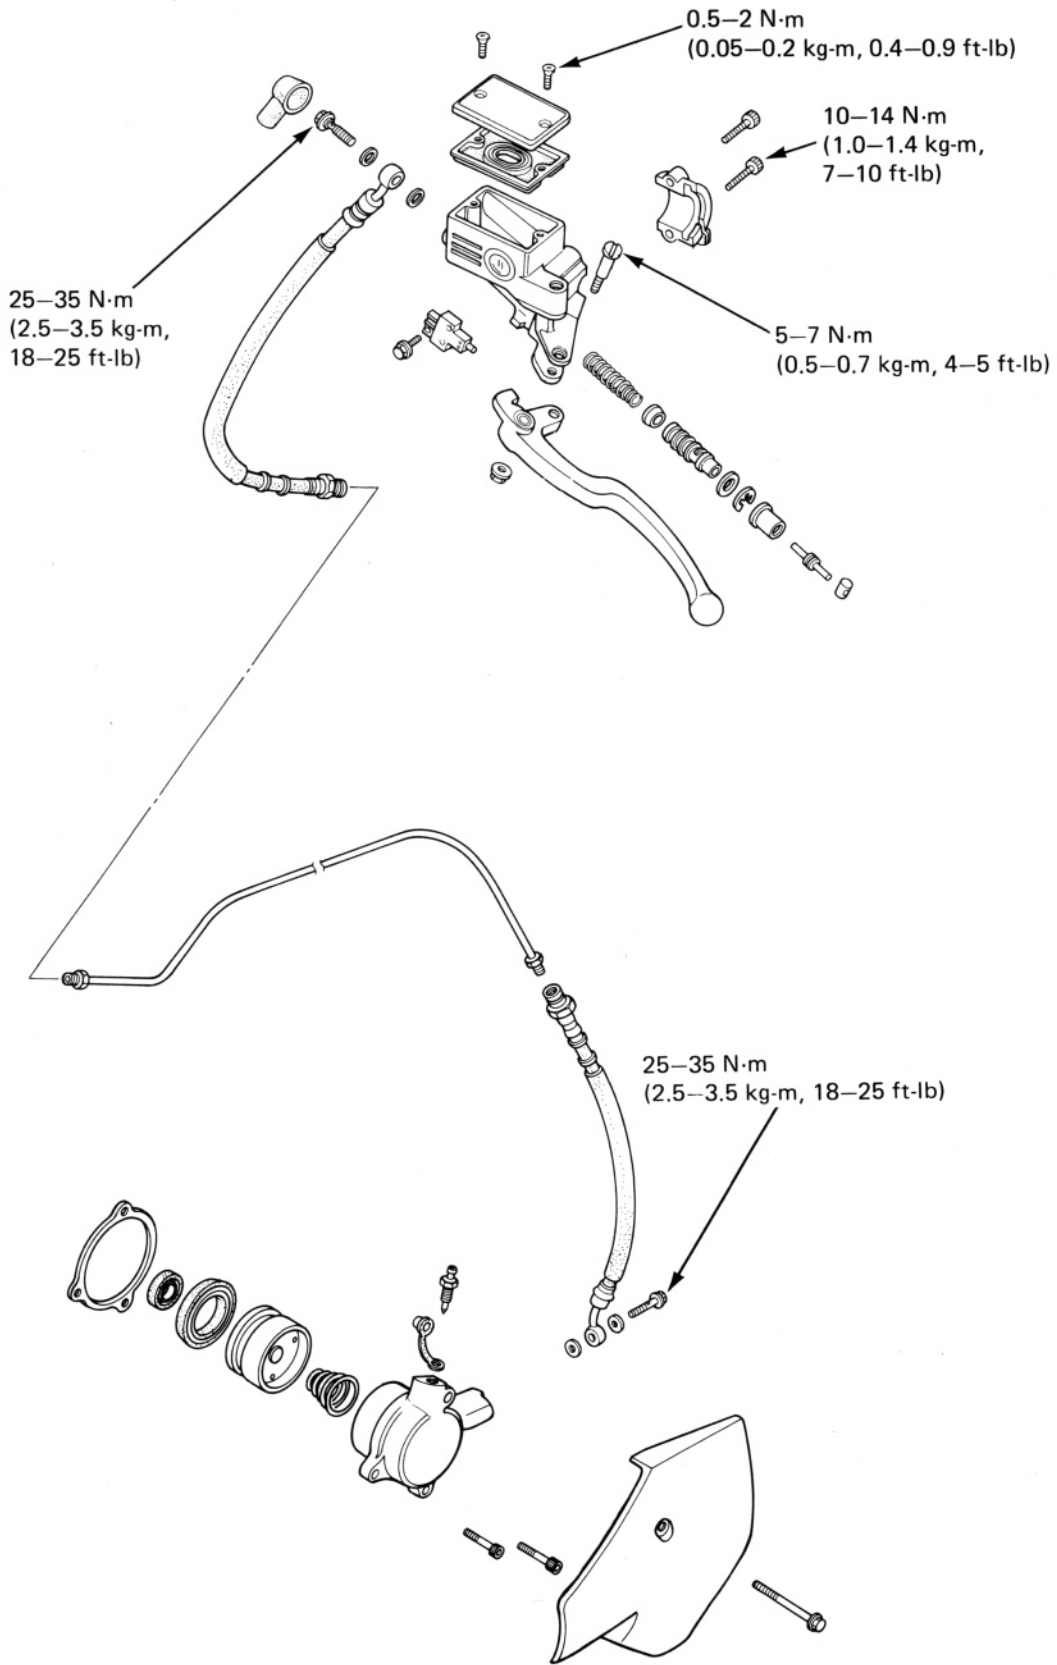 0.5—2 N·m
(0.05—0.2 kg-m, 0.4—0.9 ft-lb)
10—14 N·m
(1.0—1.4 kg-m,
7—10 ft-lb)
25—35 N·m
(2.5—3.5 kg-m,
18—25 ft-lb)
5—7 N·m
(0.5—0.7 kg-m, 4—5 ft-lb)
25—35 N·m
(2.5—3.5 kg-m, 18—25 ft-lb)